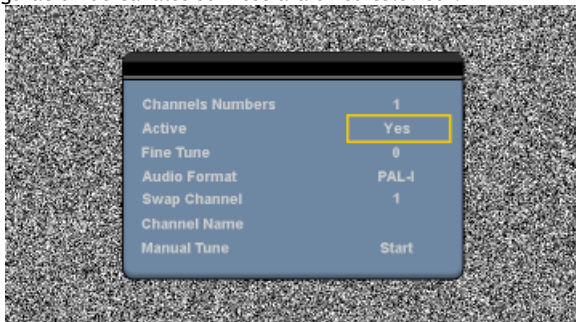 Channels Numbers 1
Active Yes
Fine Tune 0
Audio Format PAL-I
Swap Channel 1
Channel Name
Manual Tune Start